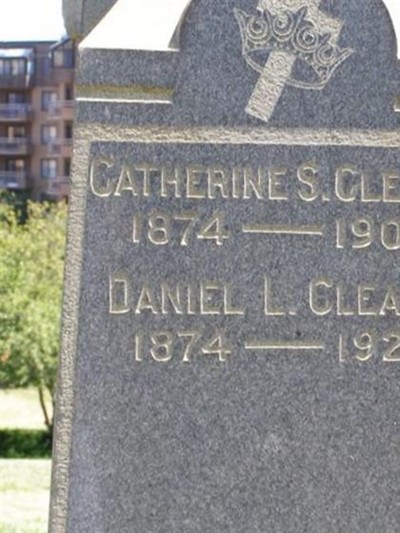 CATHERINE S. CLE
1874 — 190
DANIEL L. CLEA
1874 — 192